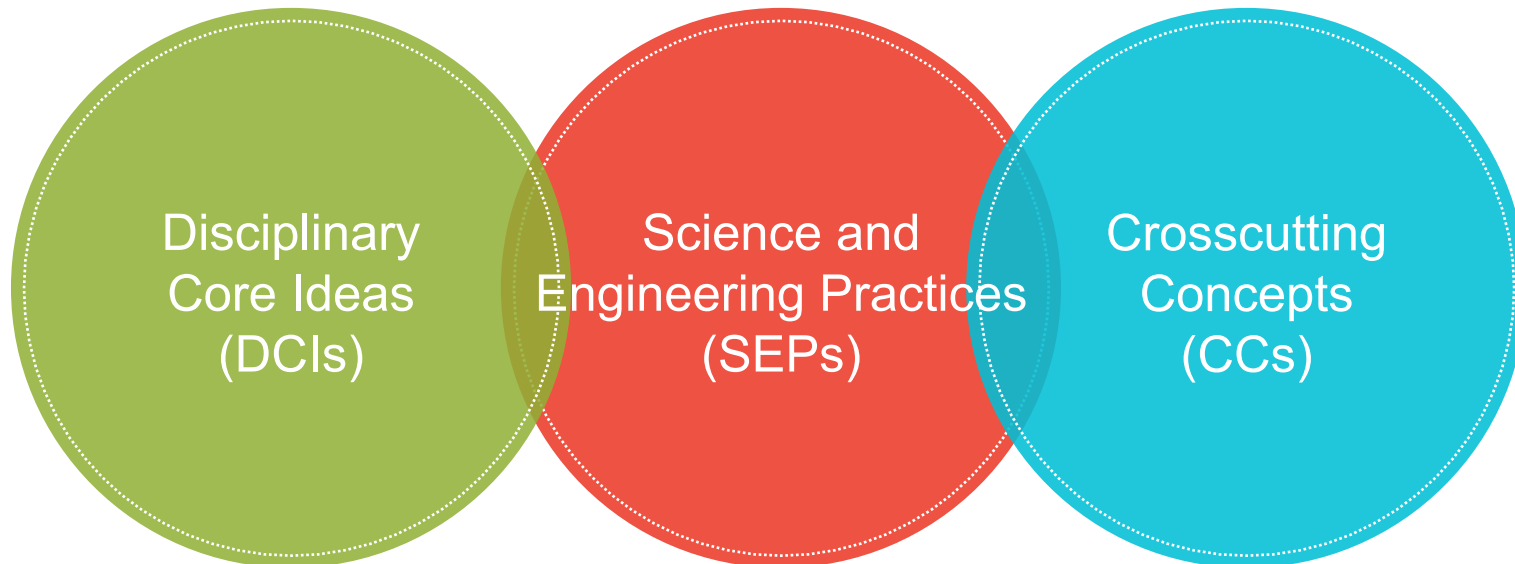 Disciplinary
Core Ideas
(DCIs)
Science and
Engineering Practices
(SEPs)
Crosscutting
Concepts
(CCs)